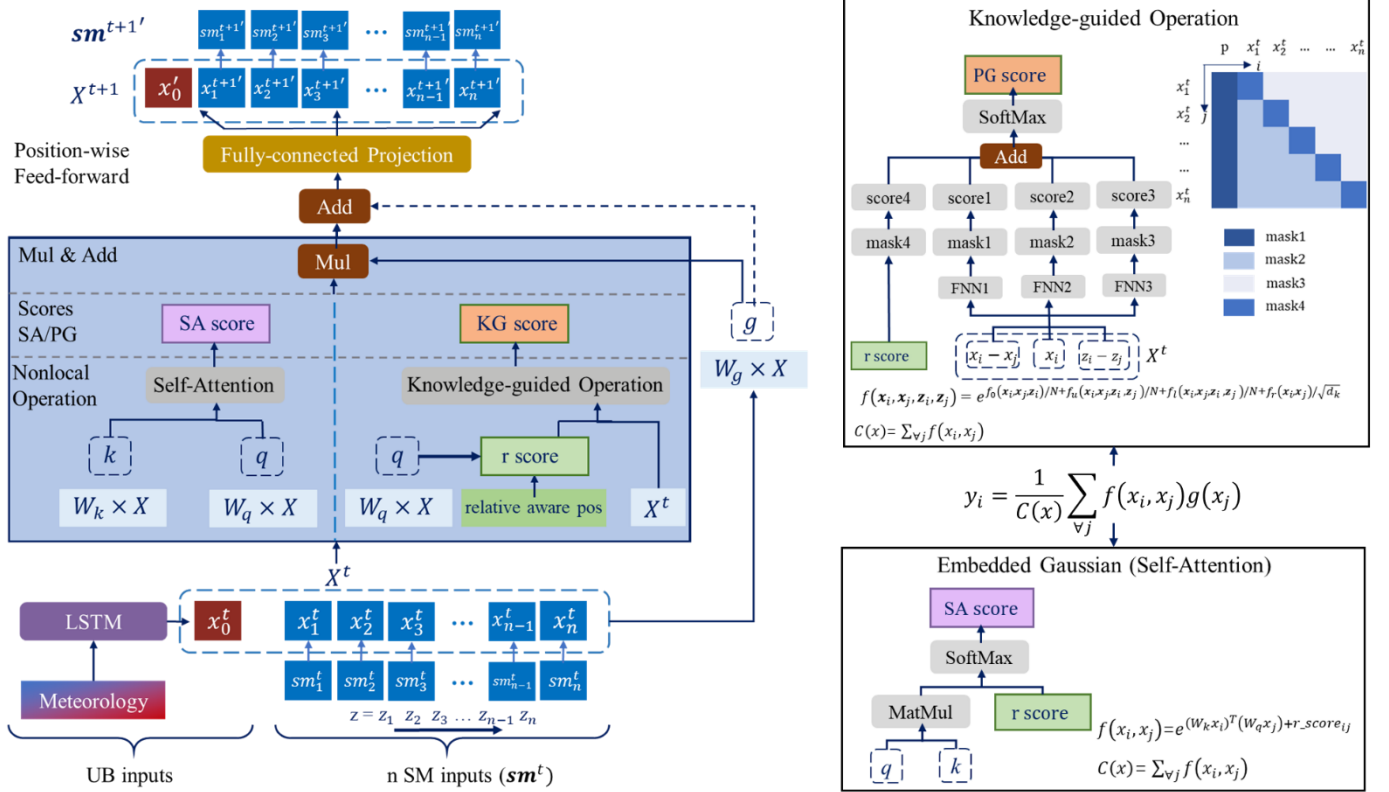 sm^{t+1'}
sm_1^{t+1'} sm_2^{t+1'} sm_3^{t+1'} ... sm_{n-1}^{t+1'} sm_n^{t+1'}
X^{t+1}
x_0' x_1^{t+1'} x_2^{t+1'} x_3^{t+1'} ... x_{n-1}^{t+1'} x_n^{t+1'}
Position-wise
Feed-forward
Fully-connected Projection
Add
Mul & Add
Mul
Scores
SA/PG
SA score
KG score
g
W_g × X
Nonlocal
Operation
Self-Attention
Knowledge-guided Operation
k
q
q
r score
W_k × X
W_q × X
W_q × X
relative aware pos
X^t
X^t
LSTM
x_0^t
x_1^t x_2^t x_3^t ... x_{n-1}^t x_n^t
Meteorology
sm_1^t sm_2^t sm_3^t ... sm_{n-1}^t sm_n^t
z = z_1 z_2 z_3 ... z_{n-1} z_n
UB inputs
n SM inputs (sm^t)
Knowledge-guided Operation
p x_1^t x_2^t ... ... x_n^t
i
j
x_1^t
x_2^t
...
...
x_n^t
PG score
SoftMax
Add
score4 score1 score2 score3
mask4 mask1 mask2 mask3
FNN1 FNN2 FNN3
mask1
mask2
mask3
mask4
r score
x_i − x_j x_i z_i − z_j X^t
f(x_i, x_j, z_i, z_j) = e^{f_0(x_i,x_j,z_i)/N+f_u(x_i,x_j,z_i,z_j)/N+f_l(x_i,x_j,z_i,z_j)/N+f_r(x_i,x_j)/√d_k}
C(x)= ∑_{∀j} f(x_i, x_j)
y_i = \frac{1}{C(x)} ∑_{∀j} f(x_i, x_j)g(x_j)
Embedded Gaussian (Self-Attention)
SA score
SoftMax
MatMul
r score
q
k
f(x_i, x_j)=e^{(W_k x_i)^T(W_q x_j)+r_score_{ij}}
C(x) = ∑_{∀j} f(x_i, x_j)